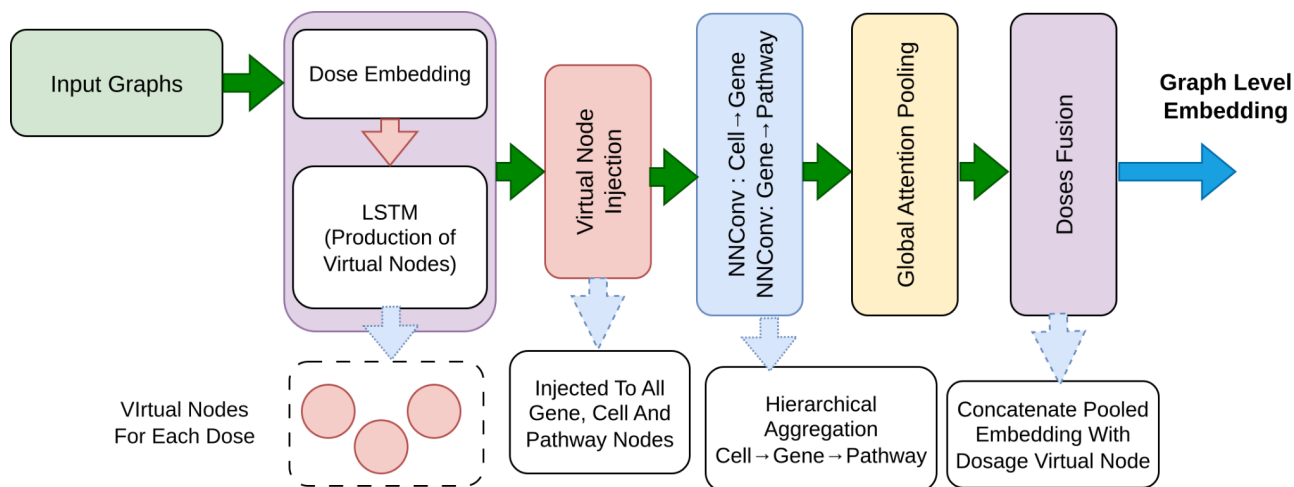 Input Graphs
Dose Embedding
LSTM
(Production of
Virtual Nodes)
VIrtual Nodes
For Each Dose
Virtual Node
Injection
Injected To All
Gene, Cell And
Pathway Nodes
NNConv : Cell→Gene
NNConv: Gene→Pathway
Hierarchical
Aggregation
Cell→Gene→Pathway
Global Attention Pooling
Doses Fusion
Concatenate Pooled
Embedding With
Dosage Virtual Node
Graph Level
Embedding